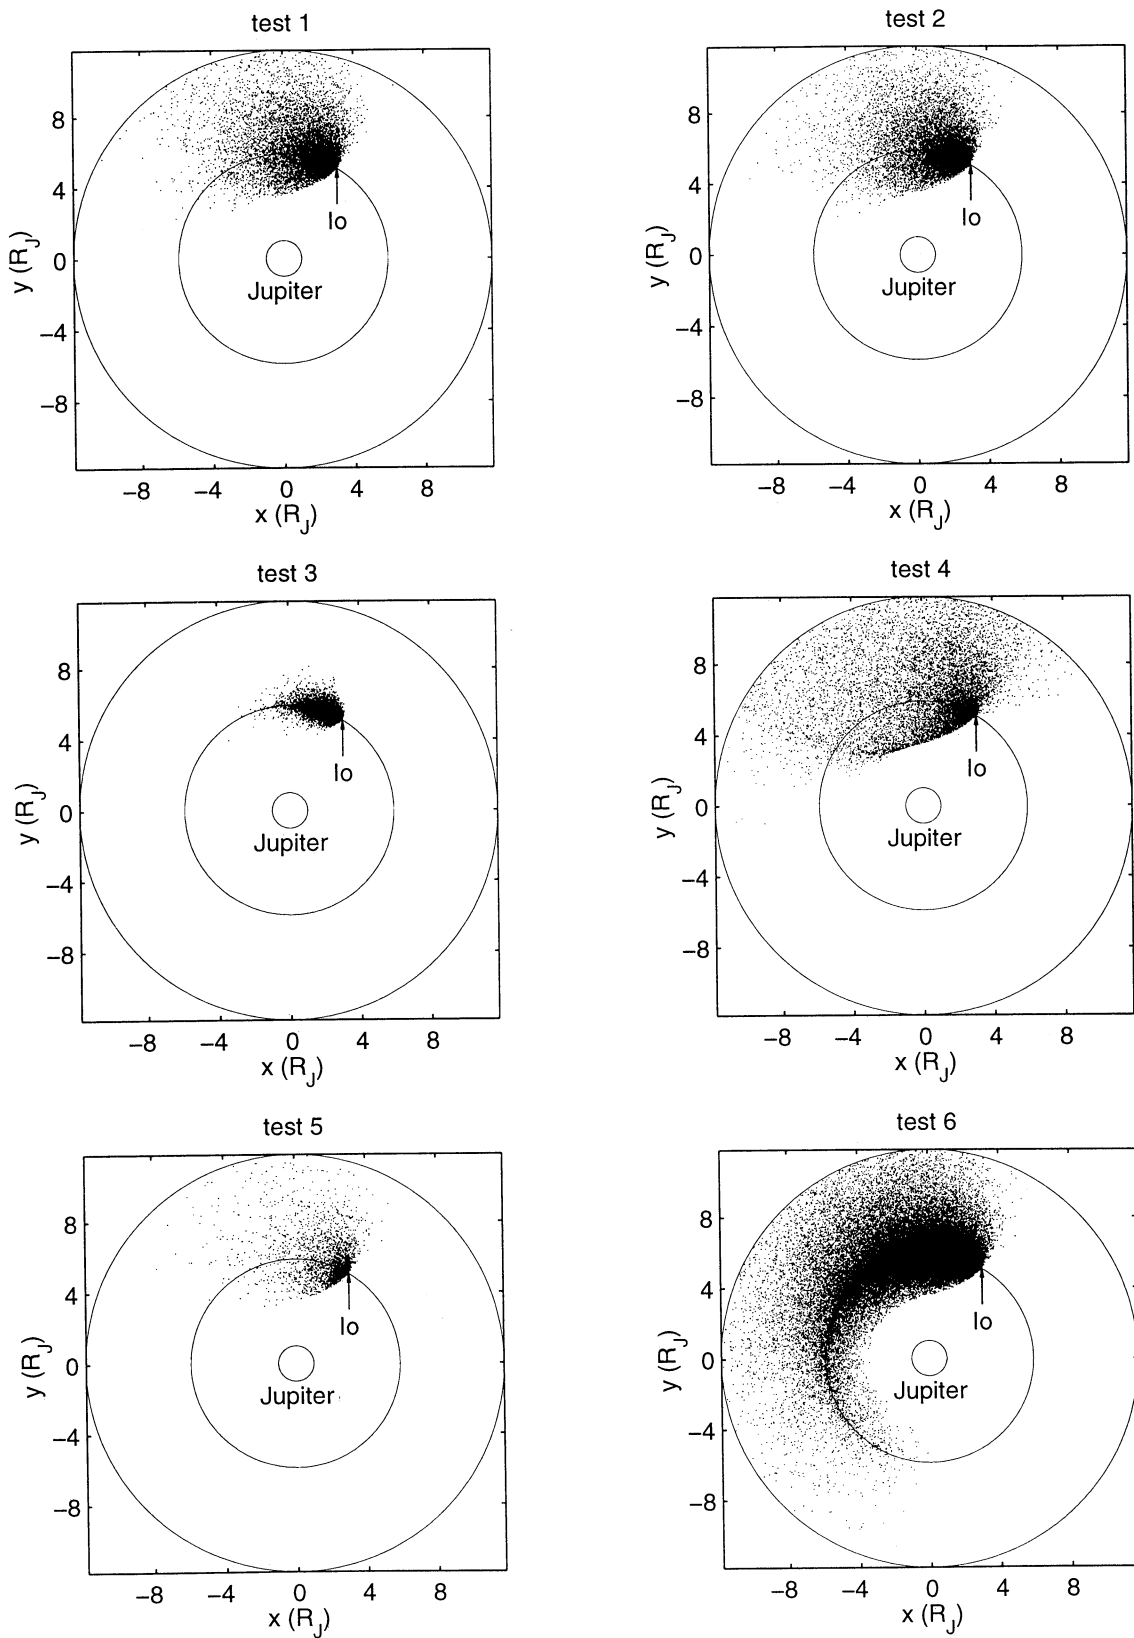 test 1
8
4
0
−4
−8
y (R_J)
Io
Jupiter
−8 −4 0 4 8
x (R_J)
test 2
8
4
0
−4
−8
y (R_J)
Io
Jupiter
−8 −4 0 4 8
x (R_J)
test 3
8
4
0
−4
−8
y (R_J)
Io
Jupiter
−8 −4 0 4 8
x (R_J)
test 4
8
4
0
−4
−8
y (R_J)
Io
Jupiter
−8 −4 0 4 8
x (R_J)
test 5
8
4
0
−4
−8
y (R_J)
Io
Jupiter
−8 −4 0 4 8
x (R_J)
test 6
8
4
0
−4
−8
y (R_J)
Io
Jupiter
−8 −4 0 4 8
x (R_J)